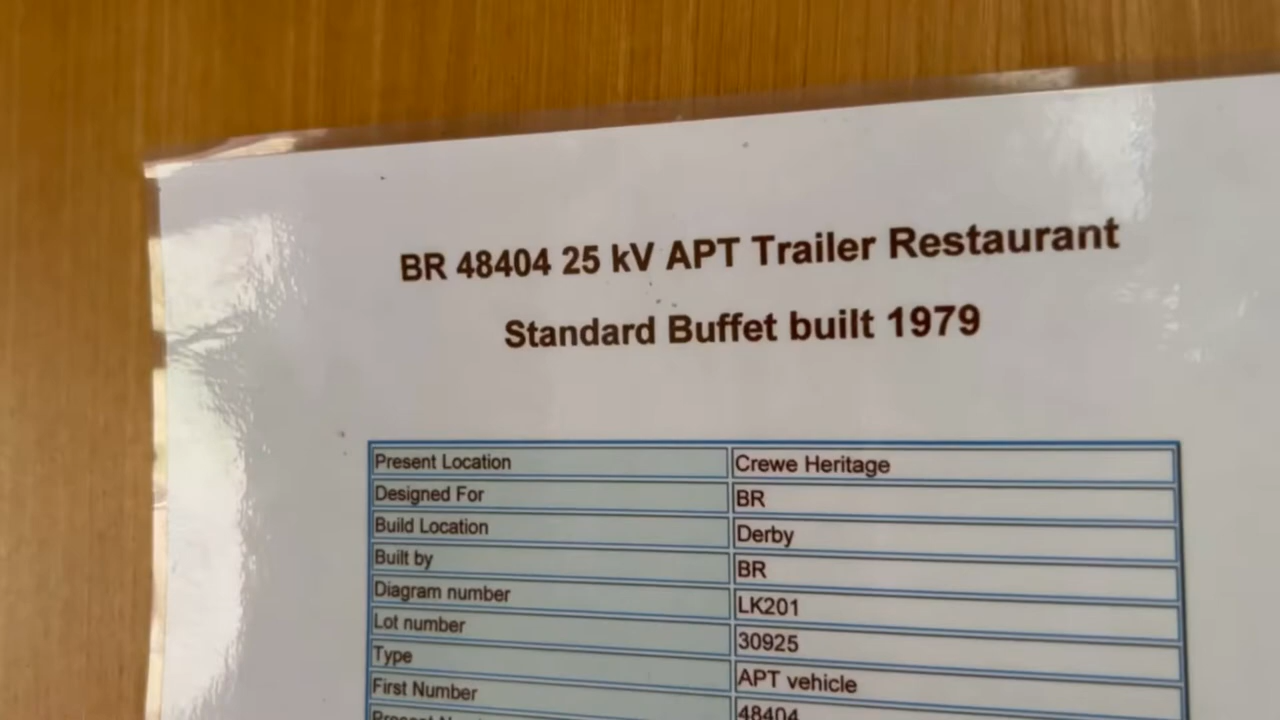 BR 48404 25 kV APT Trailer Restaurant
Standard Buffet built 1979
Present Location Crewe Heritage
Designed For BR
Build Location Derby
Built by BR
Diagram number LK201
Lot number 30925
Type APT vehicle
First Number 48404
Present